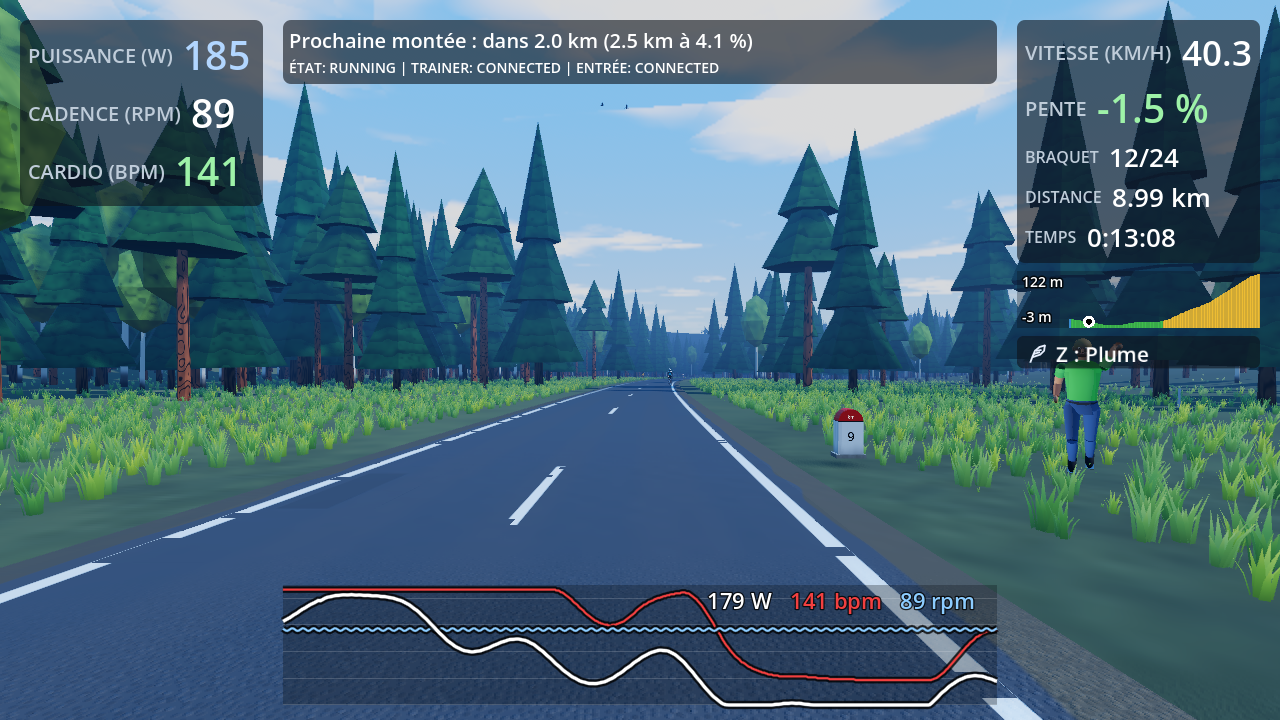 PUISSANCE (W) 185
CADENCE (RPM) 89
CARDIO (BPM) 141
Prochaine montée : dans 2.0 km (2.5 km à 4.1 %)
ÉTAT: RUNNING | TRAINER: CONNECTED | ENTRÉE: CONNECTED
VITESSE (KM/H) 40.3
PENTE -1.5 %
BRAQUET 12/24
DISTANCE 8.99 km
TEMPS 0:13:08
122 m
-3 m
Z : Plume
9
179 W 141 bpm 89 rpm